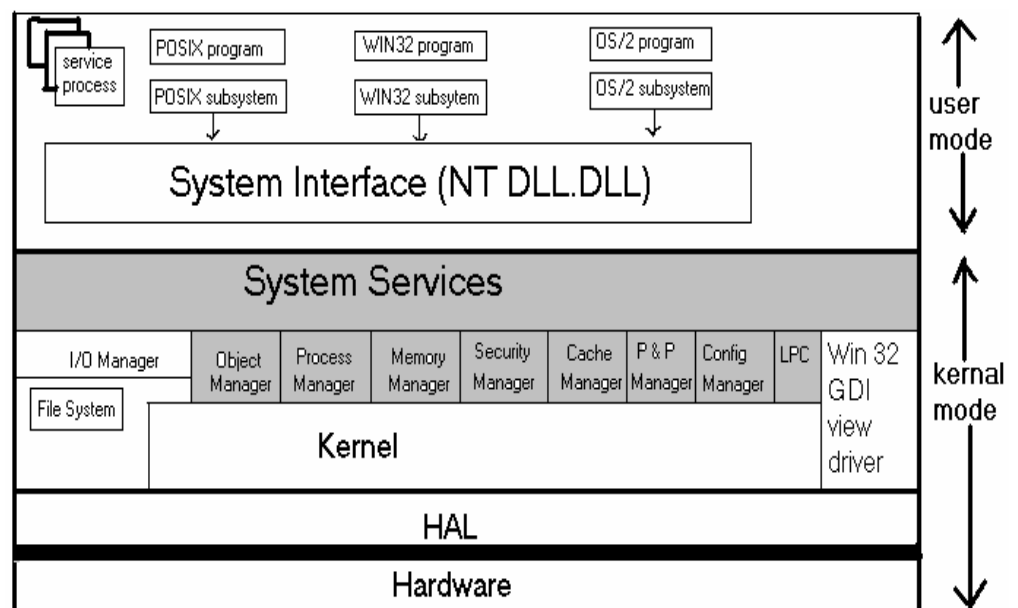 service
process
POSIX program
WIN32 program
OS/2 program
POSIX subsystem
WIN32 subsytem
OS/2 subsystem
user
mode
System Interface (NT DLL.DLL)
System Services
I/O Manager
Object
Manager
Process
Manager
Memory
Manager
Security
Manager
Cache
Manager
P & P
Manager
Config
Manager
LPC
Win 32
GDI
view
driver
kernal
mode
File System
Kernel
HAL
Hardware